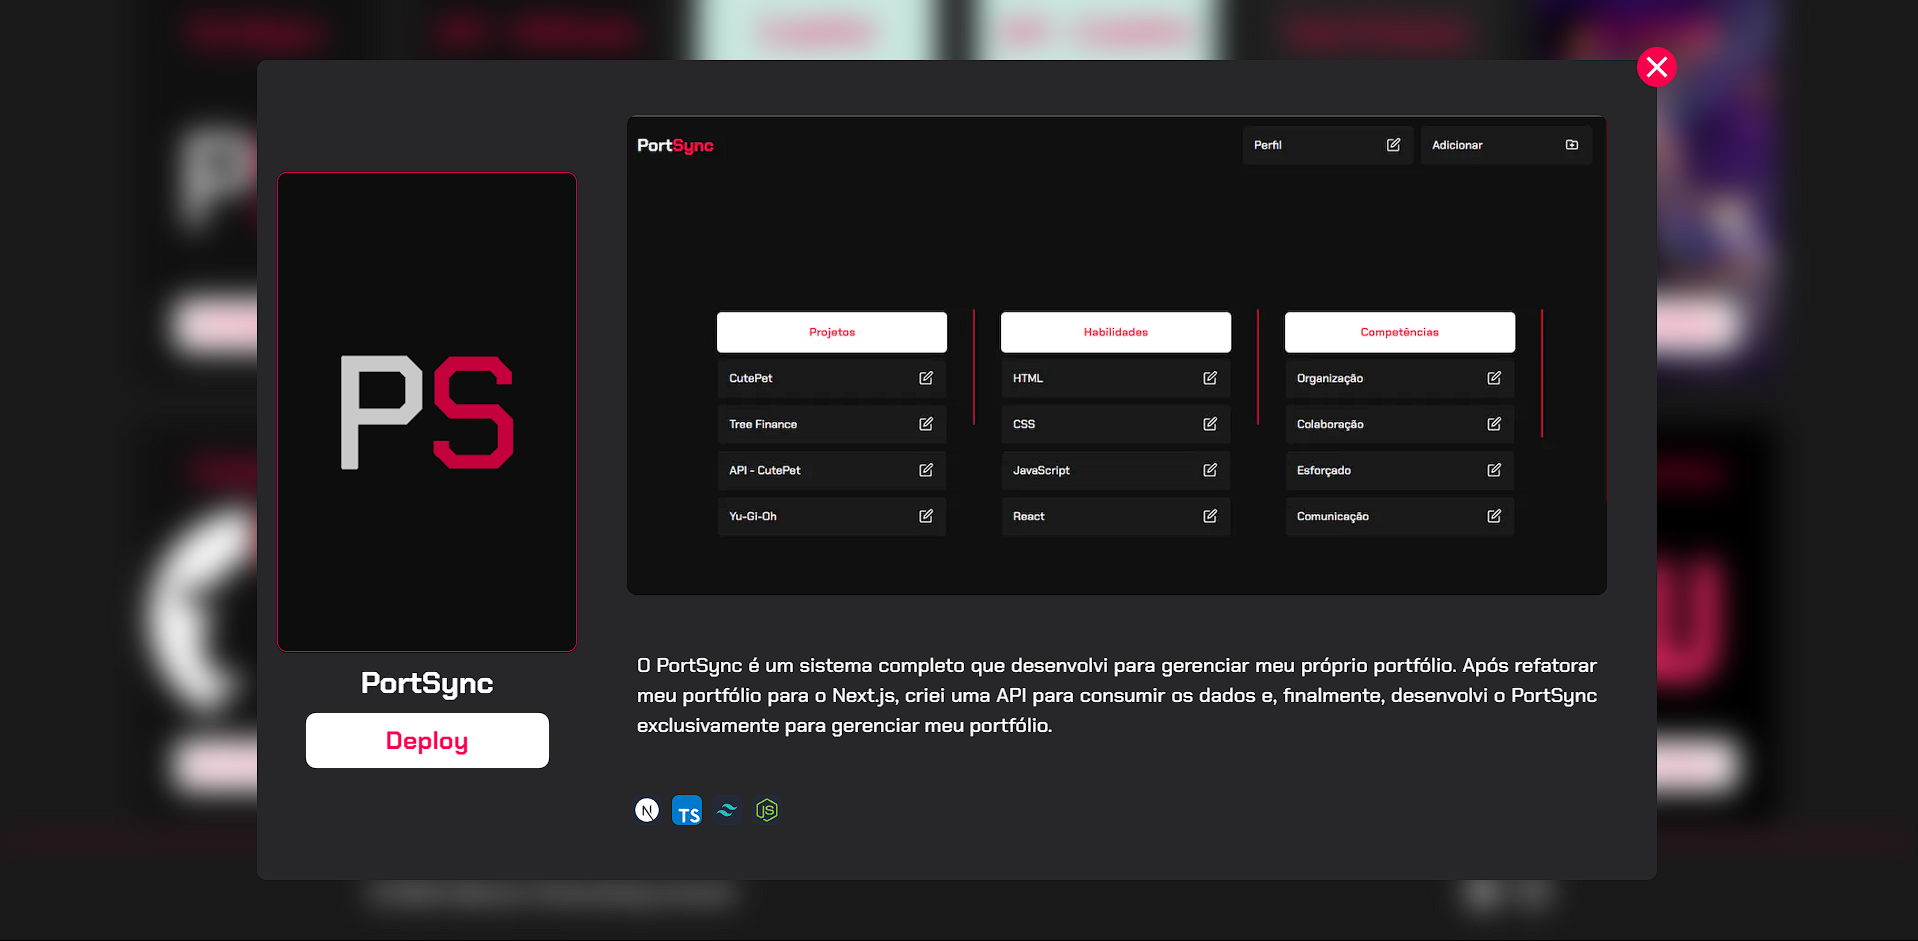 PS
PortSync
Deploy
PortSync
Perfil
Adicionar
Projetos
CutePet
Tree Finance
API - CutePet
Yu-Gi-Oh
Habilidades
HTML
CSS
JavaScript
React
Competências
Organização
Colaboração
Esforçado
Comunicação
O PortSync é um sistema completo que desenvolvi para gerenciar meu próprio portfólio. Após refatorar
meu portfólio para o Next.js, criei uma API para consumir os dados e, finalmente, desenvolvi o PortSync
exclusivamente para gerenciar meu portfólio.
N
TS
JS